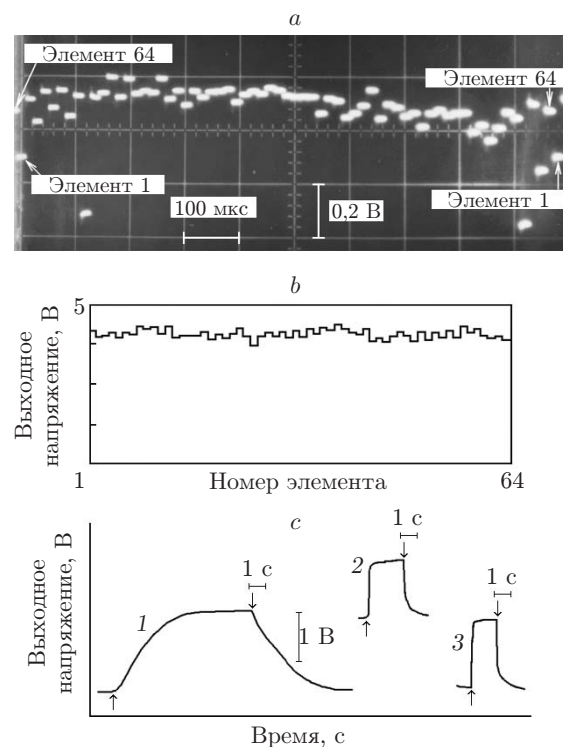 a
Элемент 64
Элемент 64
Элемент 1
100 мкс
0,2 В
Элемент 1
b
5
Выходное
напряжение, В
1
Номер элемента
64
c
1 с
2
1 с
1 с
1
1 В
3
Выходное
напряжение, В
Время, с